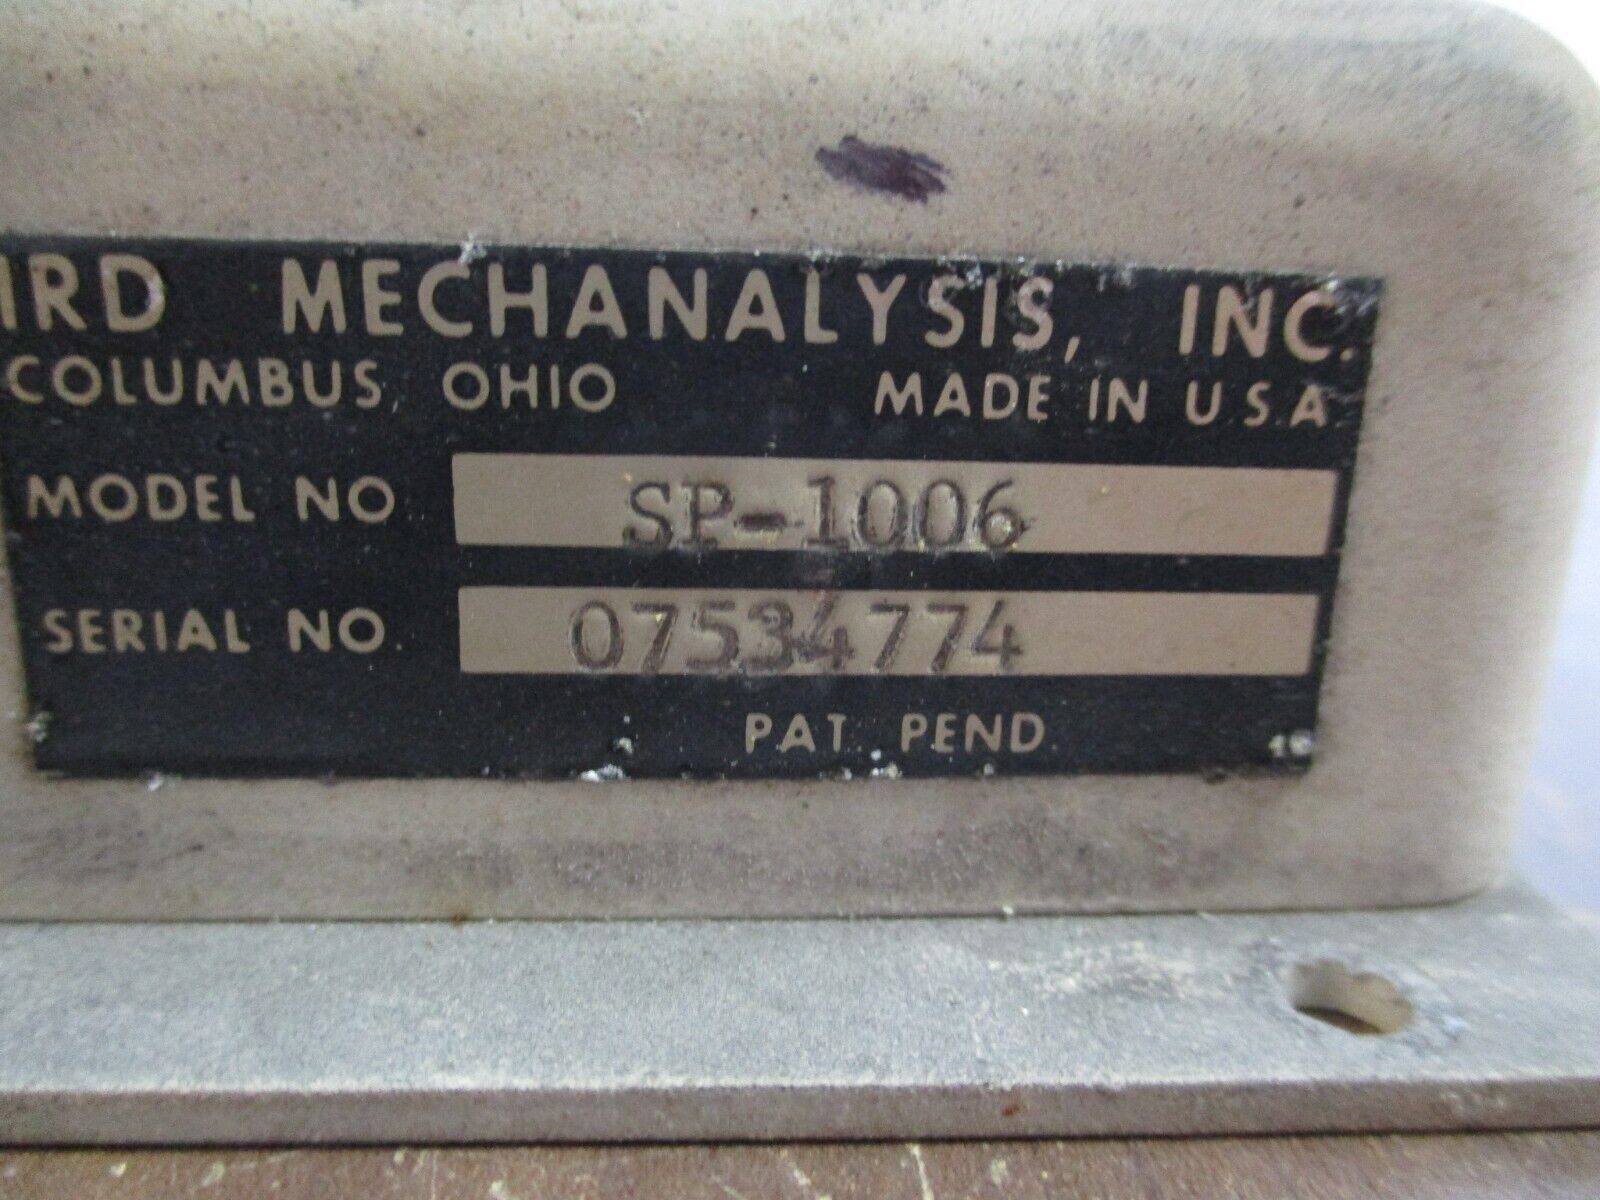 IRD MECHANALYSIS, INC.
COLUMBUS, OHIO MADE IN U.S.A.
MODEL NO. SP-1006
SERIAL NO. 07534774
PAT. PEND.